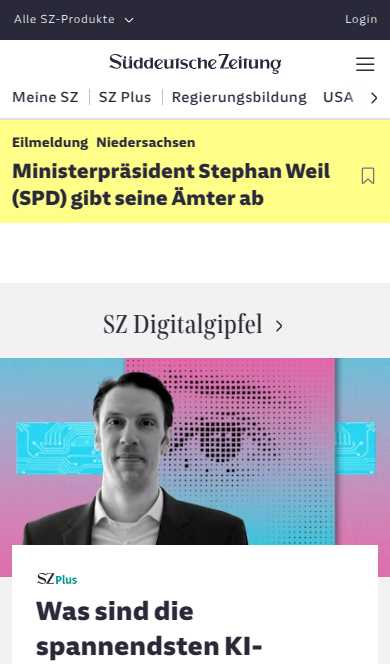 Alle SZ-Produkte
Login
Süddeutsche Zeitung
Meine SZ
SZ Plus
Regierungsbildung
USA
Eilmeldung Niedersachsen
Ministerpräsident Stephan Weil
(SPD) gibt seine Ämter ab
SZ Digitalgipfel
SZ Plus
Was sind die
spannendsten KI-